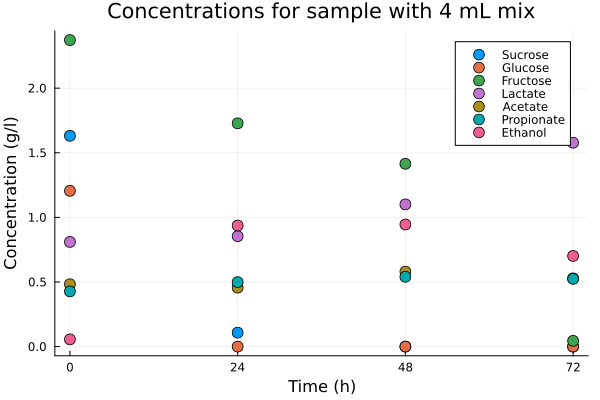 Concentrations for sample with 4 mL mix
Concentration (g/l)
2.0
1.5
1.0
0.5
0.0
Sucrose
Glucose
Fructose
Lactate
Acetate
Propionate
Ethanol
0 24 48 72
Time (h)